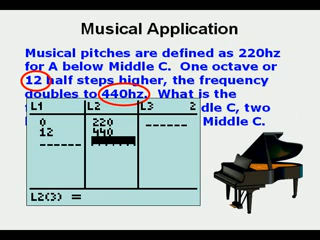 Musical Application
Musical pitches are defined as 220hz
for A below Middle C. One octave or
12 half steps higher, the frequency
doubles to 440hz. What is the
dle C, two
Middle C.
L1 L2 L3 2
0 220
12 440
L2(3) =